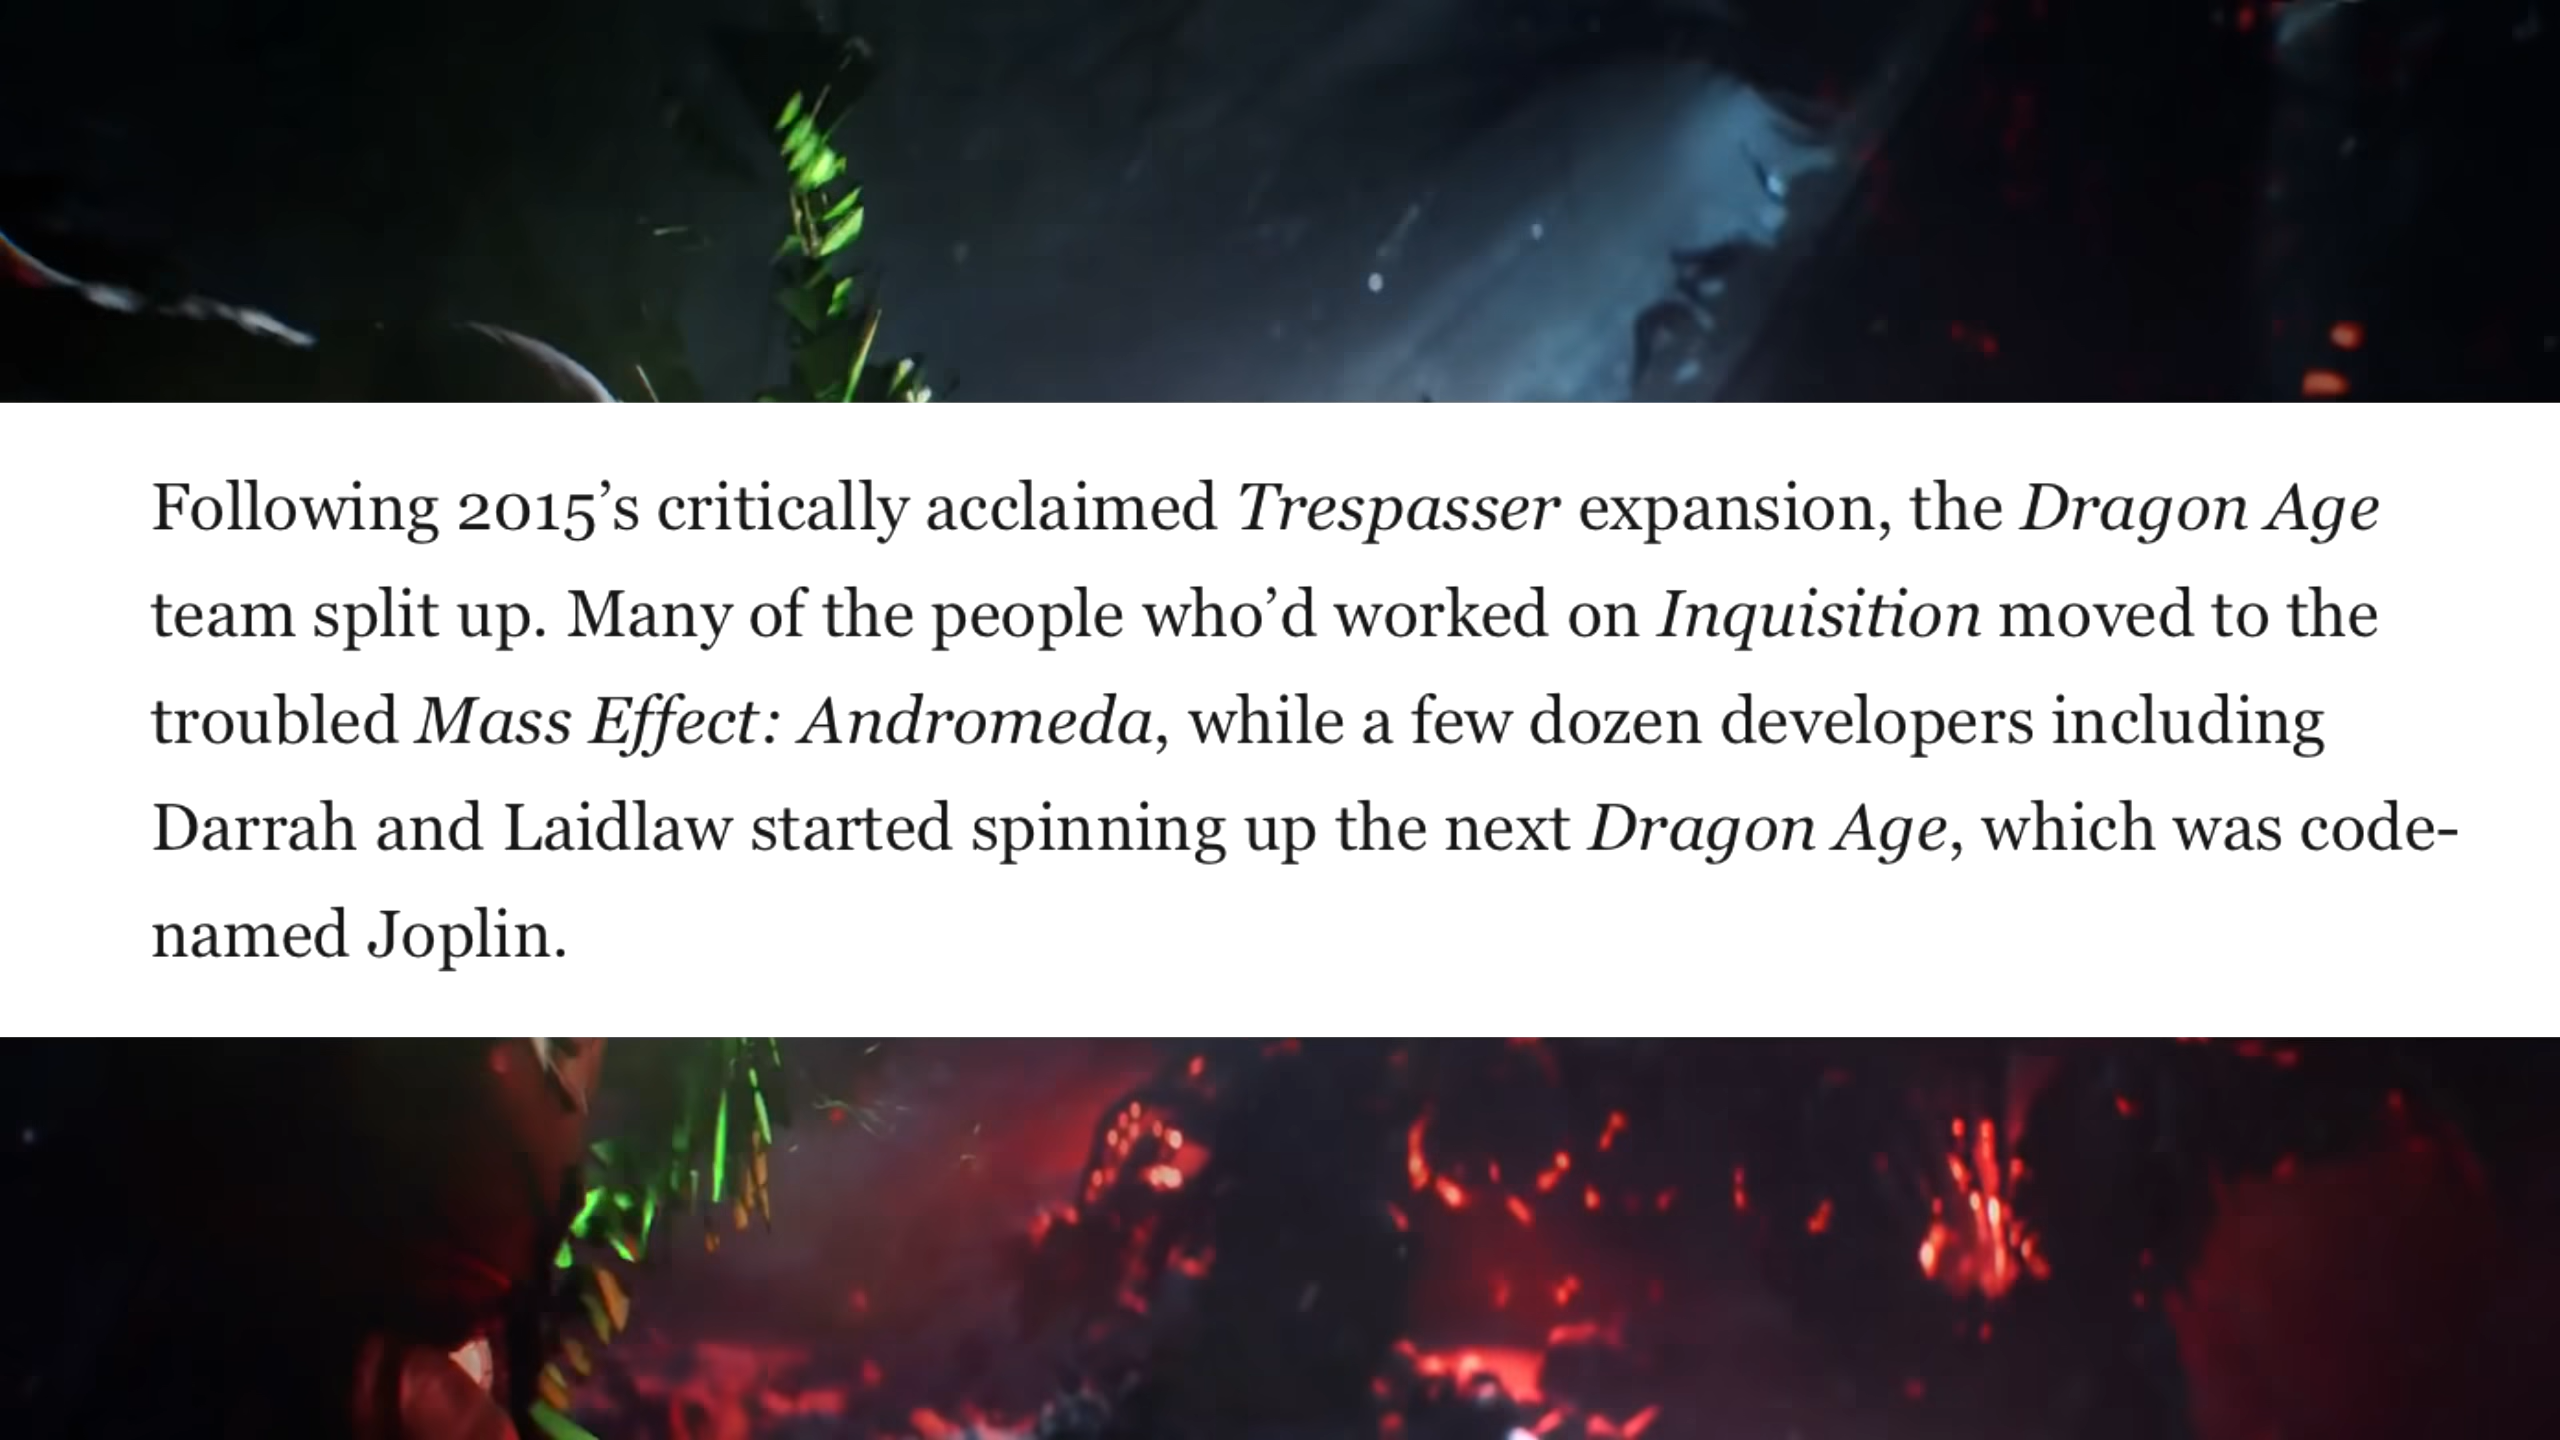 Following 2015’s critically acclaimed Trespasser expansion, the Dragon Age
team split up. Many of the people who’d worked on Inquisition moved to the
troubled Mass Effect: Andromeda, while a few dozen developers including
Darrah and Laidlaw started spinning up the next Dragon Age, which was code-
named Joplin.